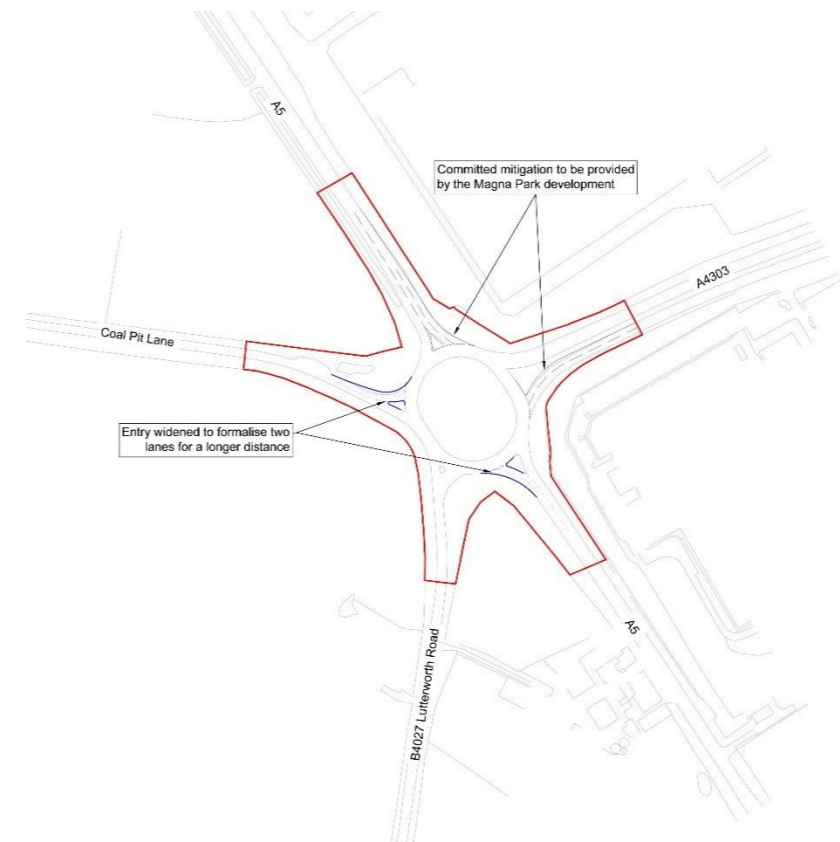 A5
Committed mitigation to be provided
by the Magna Park development
A4303
Coal Pit Lane
Entry widened to formalise two
lanes for a longer distance
A5
B4027 Lutterworth Road